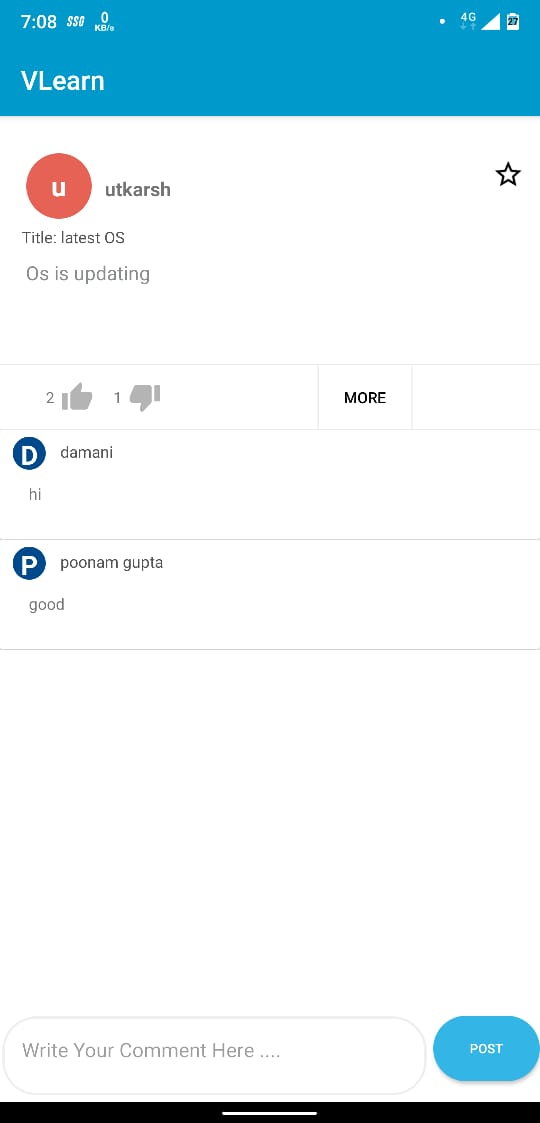 7:08 SSG 0 KB/s 4G 27
VLearn
u utkarsh
Title: latest OS
Os is updating
2 1 MORE
D damani
hi
P poonam gupta
good
Write Your Comment Here .... POST